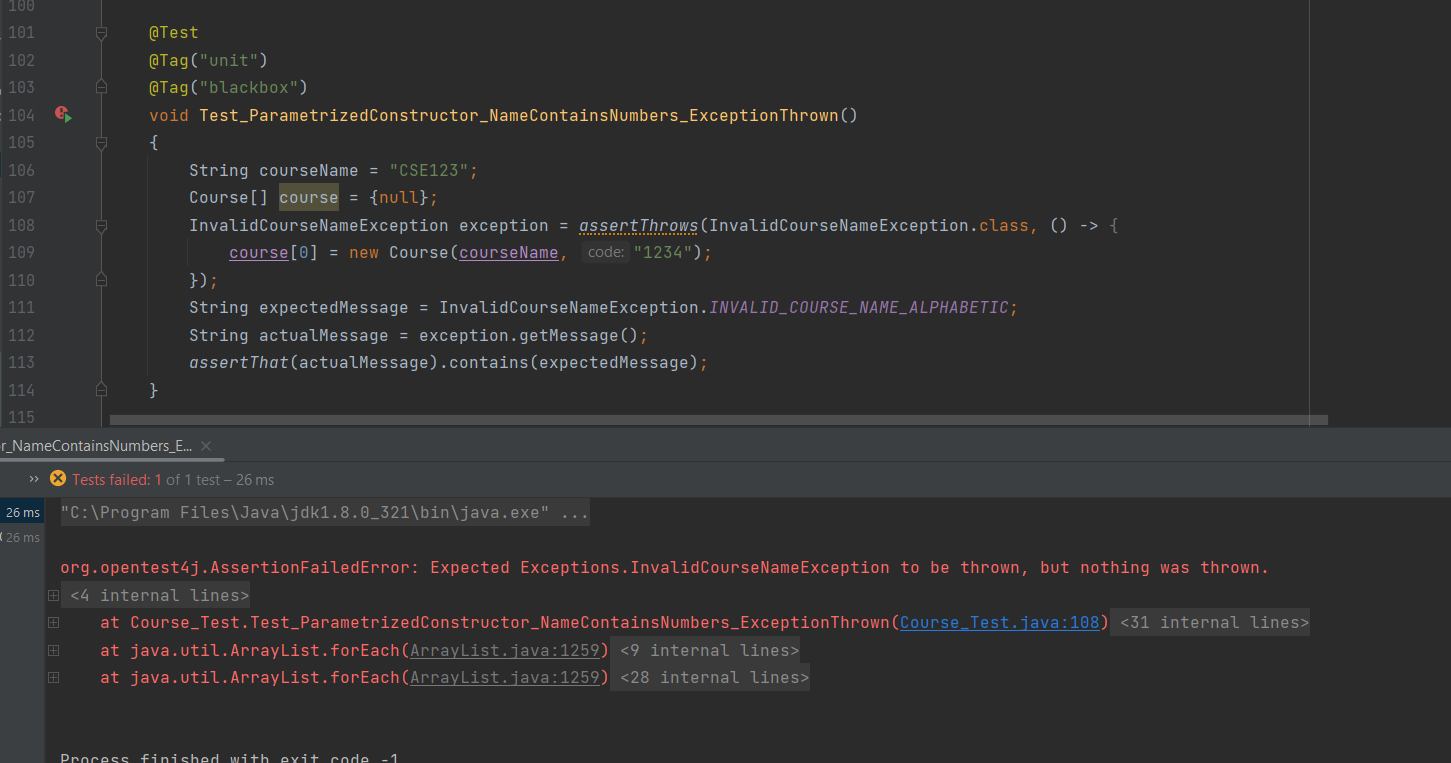 100
101 @Test
102 @Tag("unit")
103 @Tag("blackbox")
104 void Test_ParametrizedConstructor_NameContainsNumbers_ExceptionThrown()
105 {
106 String courseName = "CSE123";
107 Course[] course = {null};
108 InvalidCourseNameException exception = assertThrows(InvalidCourseNameException.class, () -> {
109 course[0] = new Course(courseName, code: "1234");
110 });
111 String expectedMessage = InvalidCourseNameException.INVALID_COURSE_NAME_ALPHABETIC;
112 String actualMessage = exception.getMessage();
113 assertThat(actualMessage).contains(expectedMessage);
114 }
115
r_NameContainsNumbers_E... ×
» Tests failed: 1 of 1 test – 26 ms
26 ms "C:\Program Files\Java\jdk1.8.0_321\bin\java.exe" ...
26 ms
org.opentest4j.AssertionFailedError: Expected Exceptions.InvalidCourseNameException to be thrown, but nothing was thrown.
<4 internal lines>
at Course_Test.Test_ParametrizedConstructor_NameContainsNumbers_ExceptionThrown(Course_Test.java:108) <31 internal lines>
at java.util.ArrayList.forEach(ArrayList.java:1259) <9 internal lines>
at java.util.ArrayList.forEach(ArrayList.java:1259) <28 internal lines>
Process finished with exit code -1